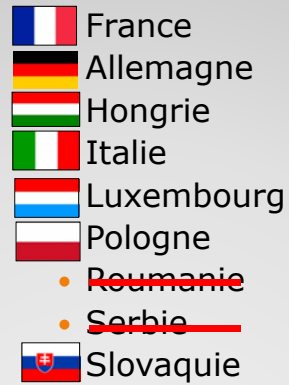 France
Allemagne
Hongrie
Italie
Luxembourg
Pologne
Roumanie
Serbie
Slovaquie